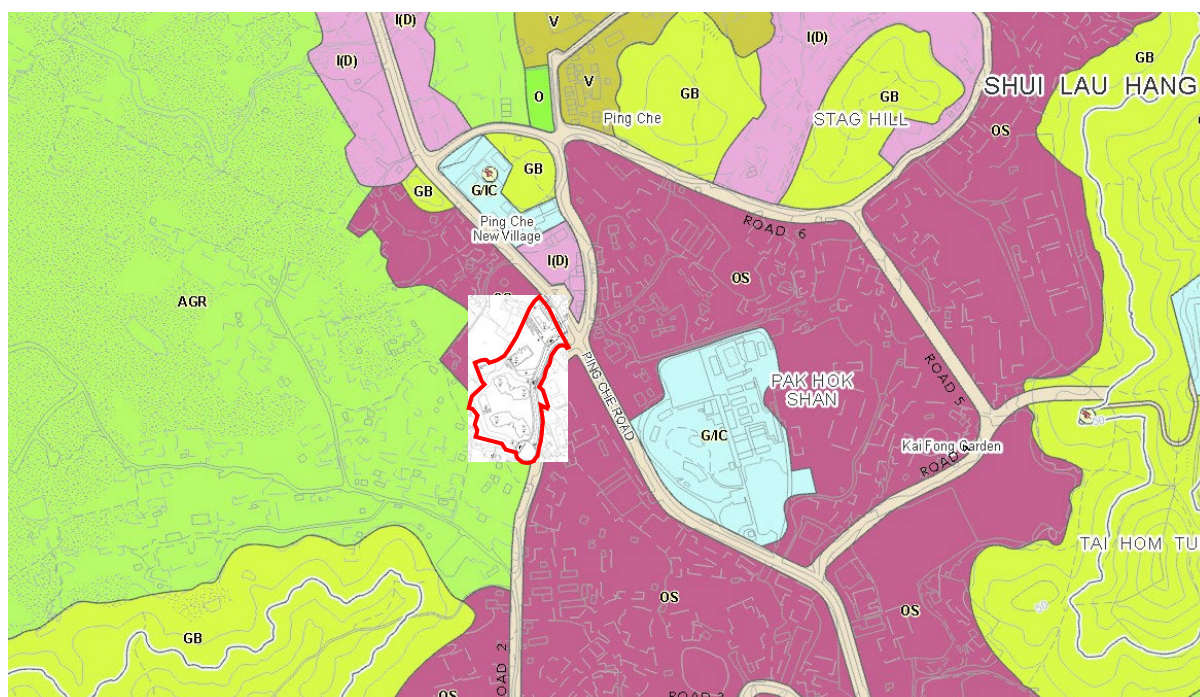 I(D)
V
I(D)
I(D)
GB
SHUI LAU HANG
V
GB
GB
O
Ping Che
STAG HILL
OS
GB
GB
G/IC
Ping Che
New Village
ROAD 6
I(D)
OS
AGR
PING CHE ROAD
ROAD 5
PAK HOK
SHAN
50
G/IC
Kai Fong Garden
ROAD
TAI HOM TU
OS
OS
50
GB
ROAD 2
OS